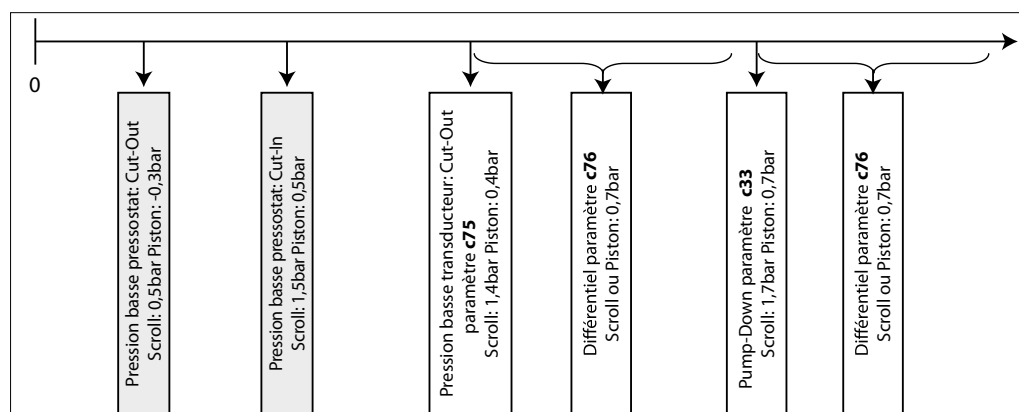 0
Pression basse pressostat: Cut-Out
Scroll: 0,5bar Piston: -0,3bar
Pression basse pressostat: Cut-In
Scroll: 1,5bar Piston: 0,5bar
Pression basse transducteur: Cut-Out
paramètre c75
Scroll: 1,4bar Piston: 0,4bar
Différentiel paramètre c76
Scroll ou Piston: 0,7bar
Pump-Down paramètre c33
Scroll: 1,7bar Piston: 0,7bar
Différentiel paramètre c76
Scroll ou Piston: 0,7bar